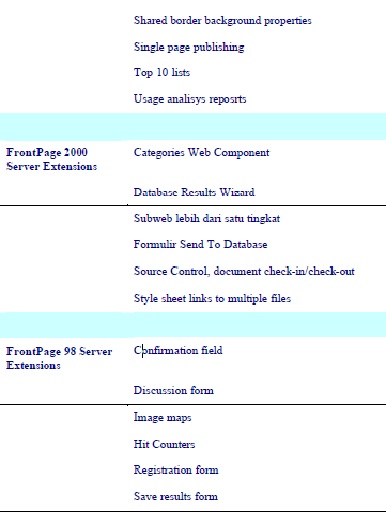 Shared border background properties
Single page publishing
Top 10 lists
Usage analisys reposrts
FrontPage 2000 Categories Web Component
Server Extensions
Database Results Wizard
Subweb lebih dari satu tingkat
Formulir Send To Database
Source Control, document check-in/check-out
Style sheet links to multiple files
FrontPage 98 Server Confirmation field
Extensions
Discussion form
Image maps
Hit Counters
Registration form
Save results form